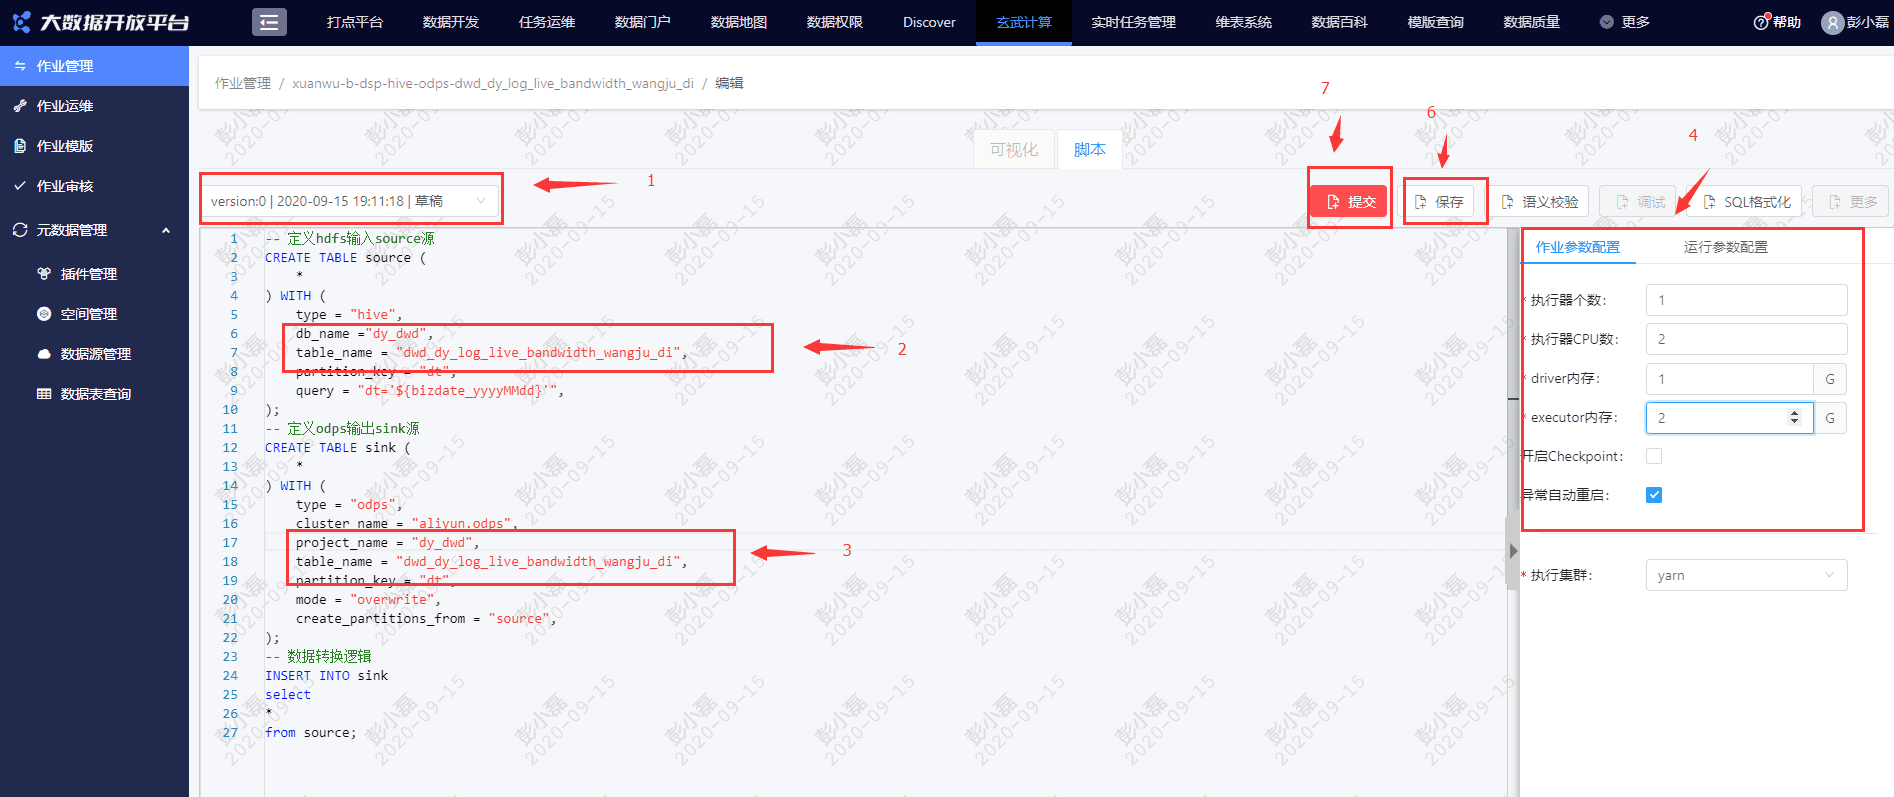 大数据开放平台
打点平台 数据开发 任务运维 数据门户 数据地图 数据权限 Discover 玄武计算 实时任务管理 维表系统 数据百科 模版查询 数据质量 更多 帮助 彭小磊
作业管理
作业运维
作业模版
作业审核
元数据管理
插件管理
空间管理
数据源管理
数据表查询
作业管理 / xuanwu-b-dsp-hive-odps-dwd_dy_log_live_bandwidth_wangju_di / 编辑
7
6
4
可视化 脚本
1
version:0 | 2020-09-15 19:11:18 | 草稿
提交 保存 语义校验 调试 SQL格式化 更多
1 -- 定义hdfs输入source源
2 CREATE TABLE source (
3 *
4 ) WITH (
5 type = "hive",
6 db_name ="dy_dwd",
7 table_name = "dwd_dy_log_live_bandwidth_wangju_di",
8 partition_key = "dt",
9 query = "dt='${bizdate_yyyyMMdd}'",
10 );
11 -- 定义odps输出sink源
12 CREATE TABLE sink (
13 *
14 ) WITH (
15 type = "odps",
16 cluster_name = "aliyun.odps",
17 project_name = "dy_dwd",
18 table_name = "dwd_dy_log_live_bandwidth_wangju_di",
19 partition_key = "dt",
20 mode = "overwrite",
21 create_partitions_from = "source",
22 );
23 -- 数据转换逻辑
24 INSERT INTO sink
25 select
26 *
27 from source;
2
3
作业参数配置 运行参数配置
* 执行器个数: 1
* 执行器CPU数: 2
* driver内存: 1 G
* executor内存: 2 G
开启Checkpoint:
异常自动重启:
* 执行集群: yarn
彭小磊
2020-09-15